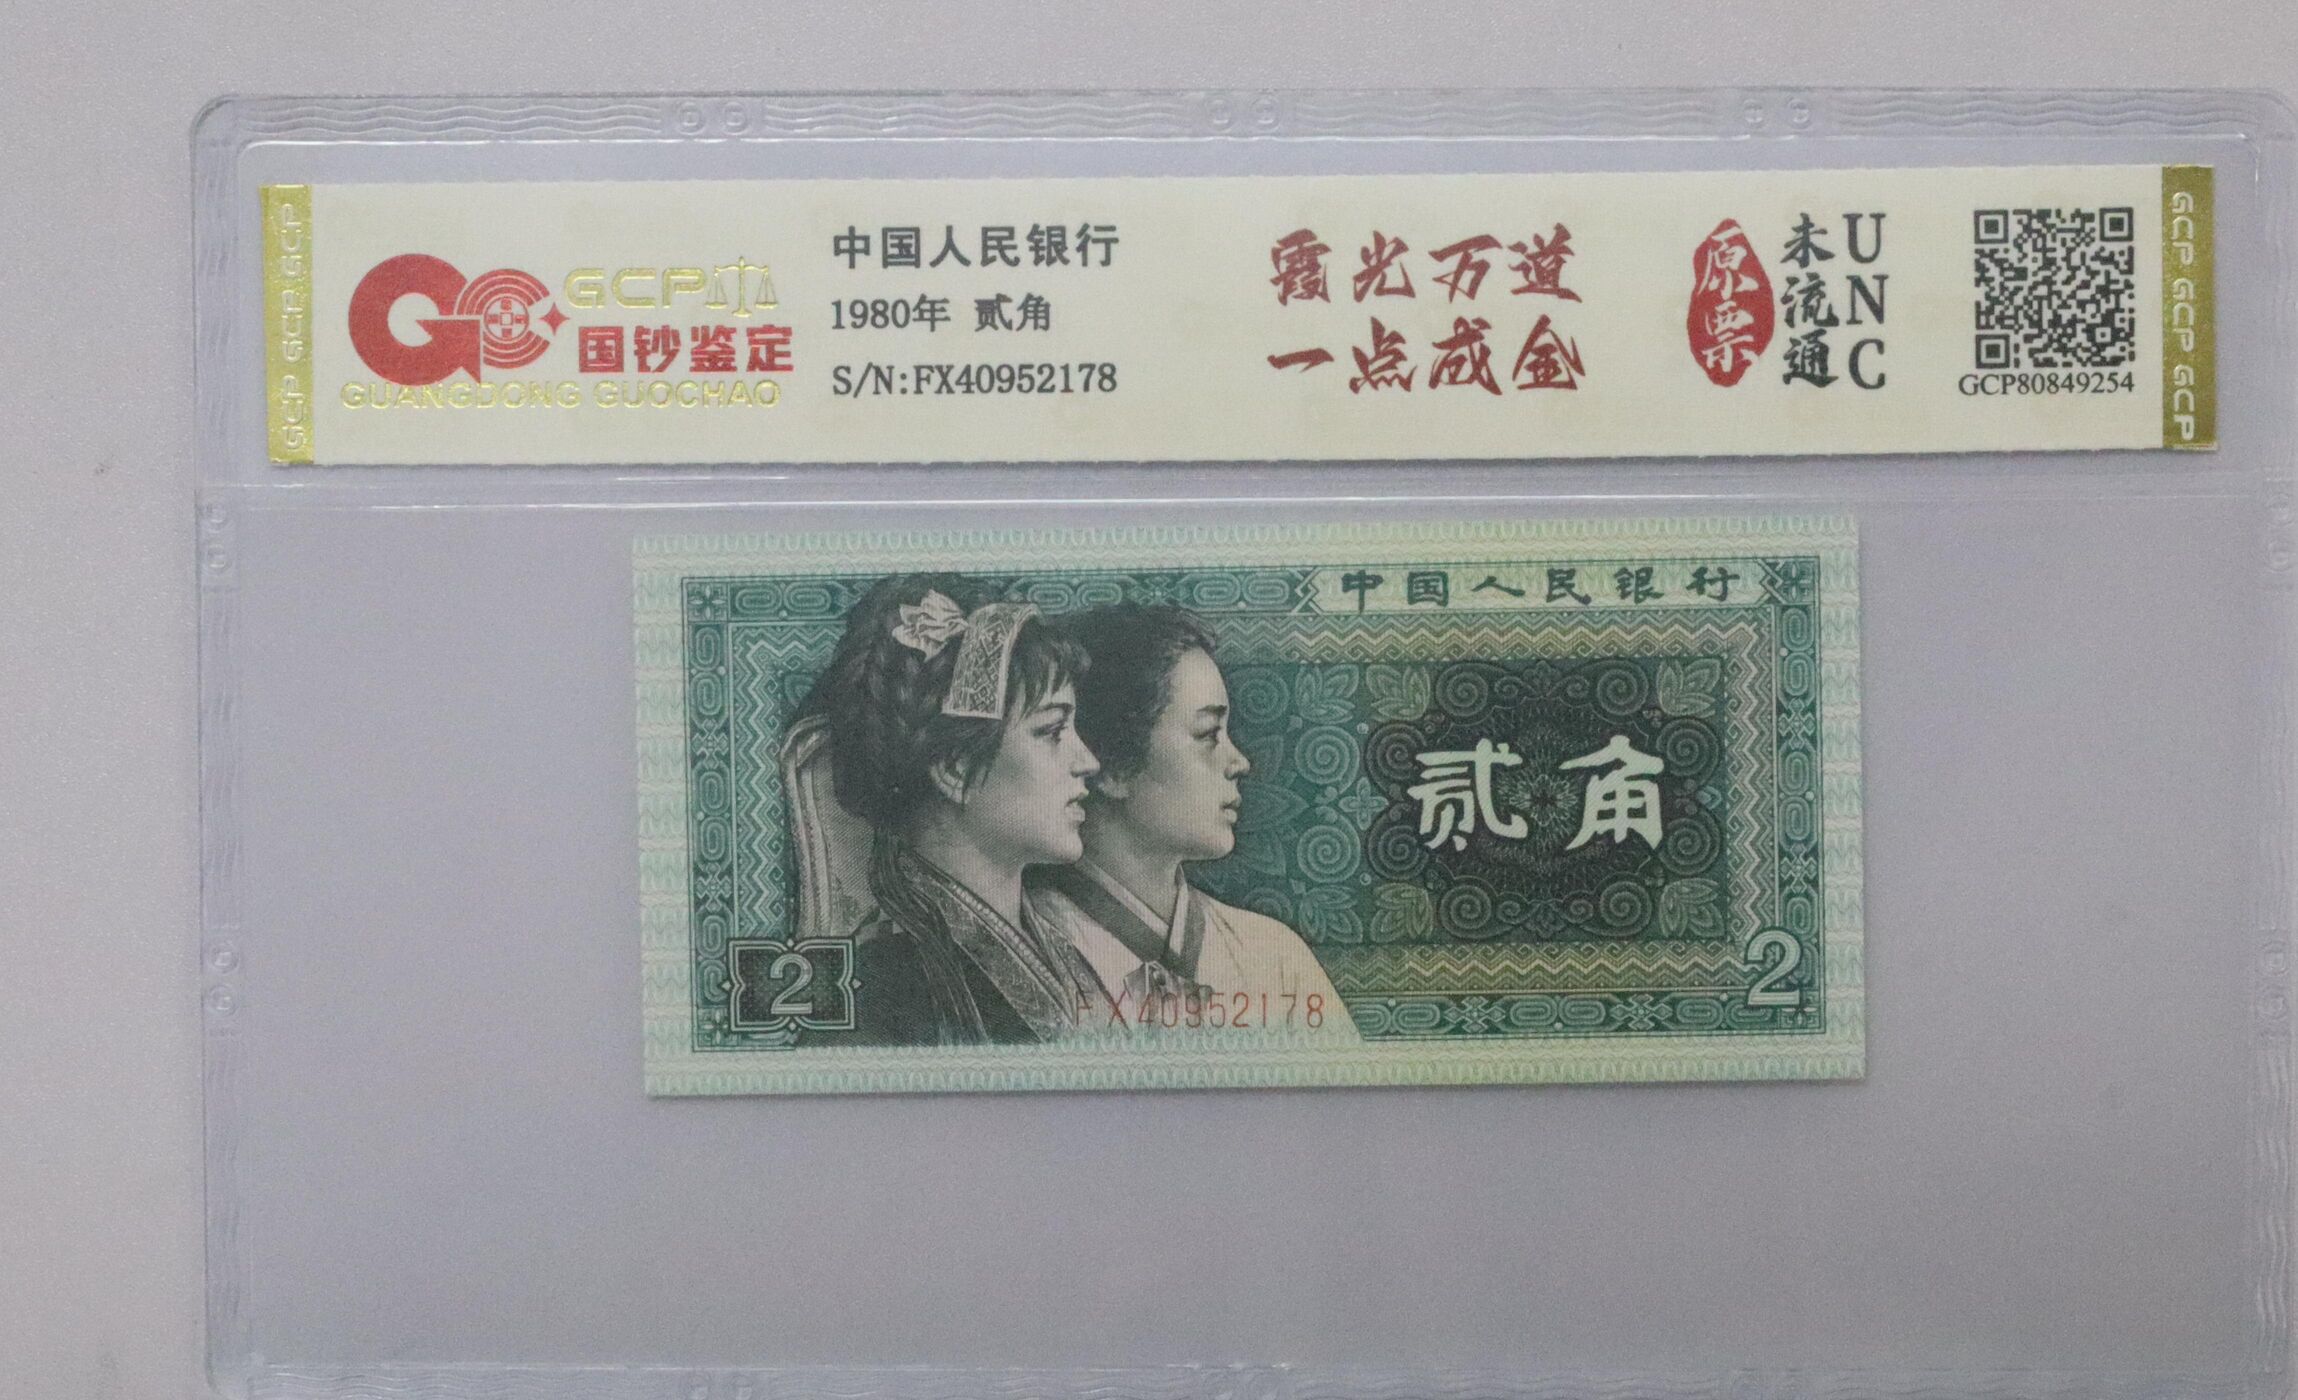 GCP GCP GCP
GCP
国钞鉴定
GUANGDONG GUOCHAO
中国人民银行
1980年 贰角
S/N:FX40952178
霞光万道
一点成金
原票
未流通
UNC
GCP80849254
GCP GCP GCP
中国人民银行
贰角
2
2
FX40952178